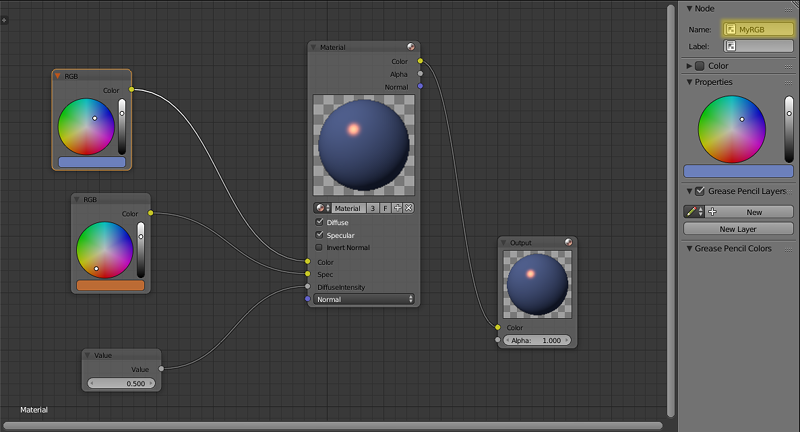 RGB
Color
RGB
Color
Value
Value
0.500
Material
Color
Alpha
Normal
Material 3 F
Diffuse
Specular
Invert Normal
Color
Spec
DiffuseIntensity
Normal
Output
Color
Alpha: 1.000
Material
Node
Name: MyRGB
Label:
Color
Properties
Grease Pencil Layers
New
New Layer
Grease Pencil Colors